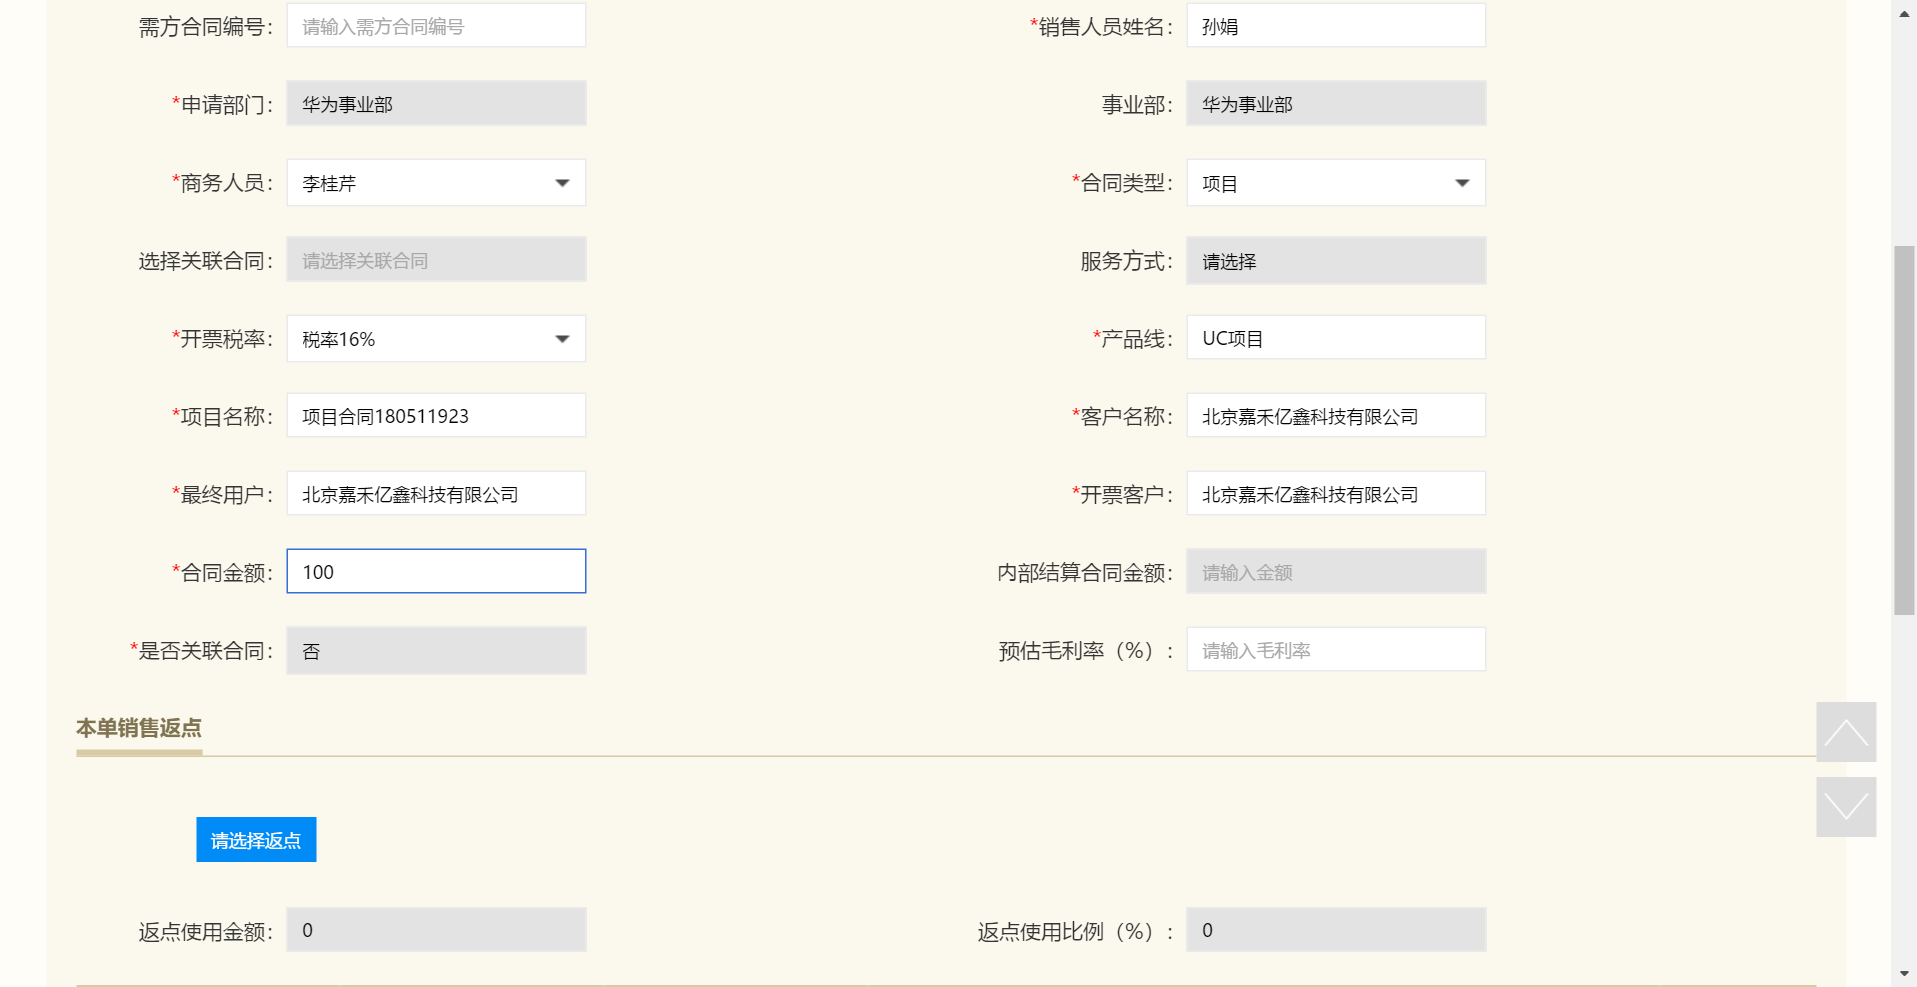 需方合同编号： 请输入需方合同编号 *销售人员姓名： 孙娟
*申请部门： 华为事业部 事业部： 华为事业部
*商务人员： 李桂芹 *合同类型： 项目
选择关联合同： 请选择关联合同 服务方式： 请选择
*开票税率： 税率16% *产品线： UC项目
*项目名称： 项目合同180511923 *客户名称： 北京嘉禾亿鑫科技有限公司
*最终用户： 北京嘉禾亿鑫科技有限公司 *开票客户： 北京嘉禾亿鑫科技有限公司
*合同金额： 100 内部结算合同金额： 请输入金额
*是否关联合同： 否 预估毛利率（%）： 请输入毛利率
本单销售返点
请选择返点
返点使用金额： 0 返点使用比例（%）： 0